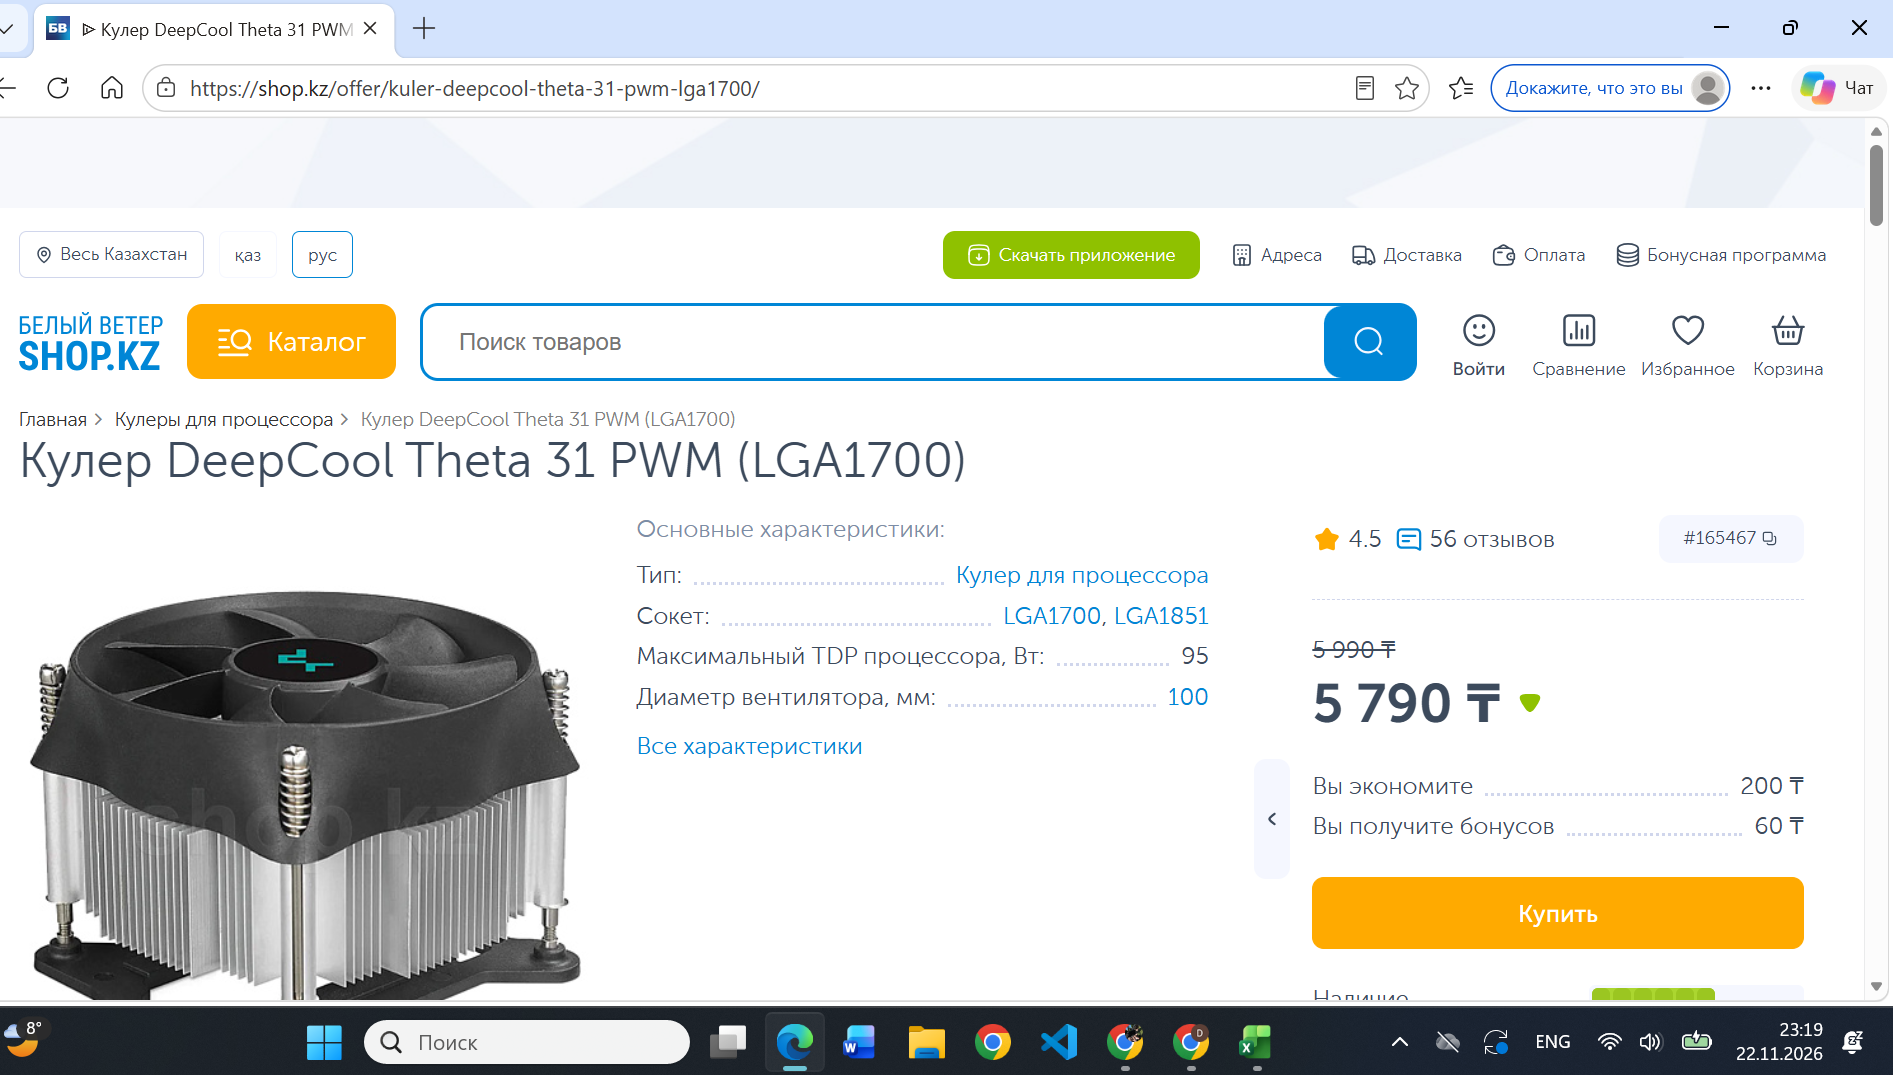 БВ
Кулер DeepCool Theta 31 PWM
https://shop.kz/offer/kuler-deepcool-theta-31-pwm-lga1700/
Докажите, что это вы
Чат
Весь Казахстан
қаз
рус
Скачать приложение
Адреса
Доставка
Оплата
Бонусная программа
БЕЛЫЙ ВЕТЕР
SHOP.KZ
Каталог
Поиск товаров
Войти
Сравнение
Избранное
Корзина
Главная > Кулеры для процессора > Кулер DeepCool Theta 31 PWM (LGA1700)
Кулер DeepCool Theta 31 PWM (LGA1700)
Основные характеристики:
Тип: Кулер для процессора
Сокет: LGA1700, LGA1851
Максимальный TDP процессора, Вт: 95
Диаметр вентилятора, мм: 100
Все характеристики
shop.kz
4.5
56 отзывов
#165467
5 990 ₸
5 790 ₸
Вы экономите 200 ₸
Вы получите бонусов 60 ₸
Купить
Наличие
8°
Поиск
ENG
23:19
22.11.2026